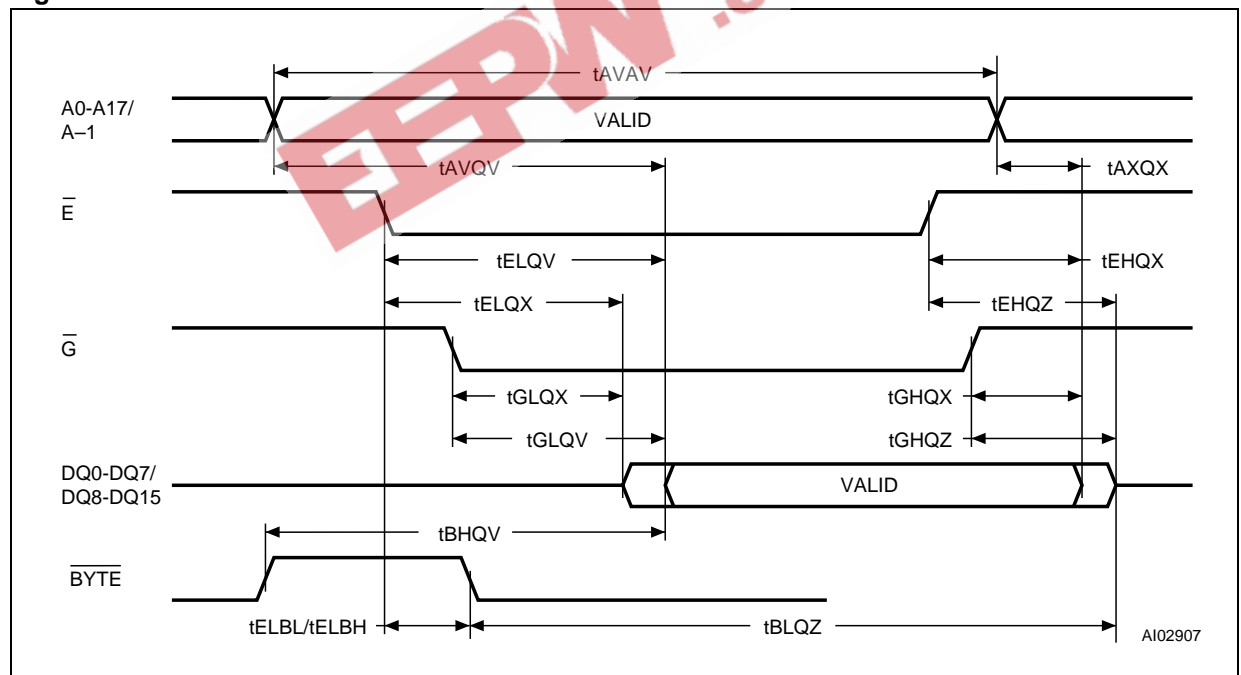 tAVAV
A0-A17/
A–1
VALID
tAVQV
tAXQX
E
tELQV
tEHQX
tELQX
tEHQZ
G
tGLQX
tGHQX
tGLQV
tGHQZ
DQ0-DQ7/
DQ8-DQ15
VALID
tBHQV
BYTE
tELBL/tELBH
tBLQZ
AI02907
EEPW